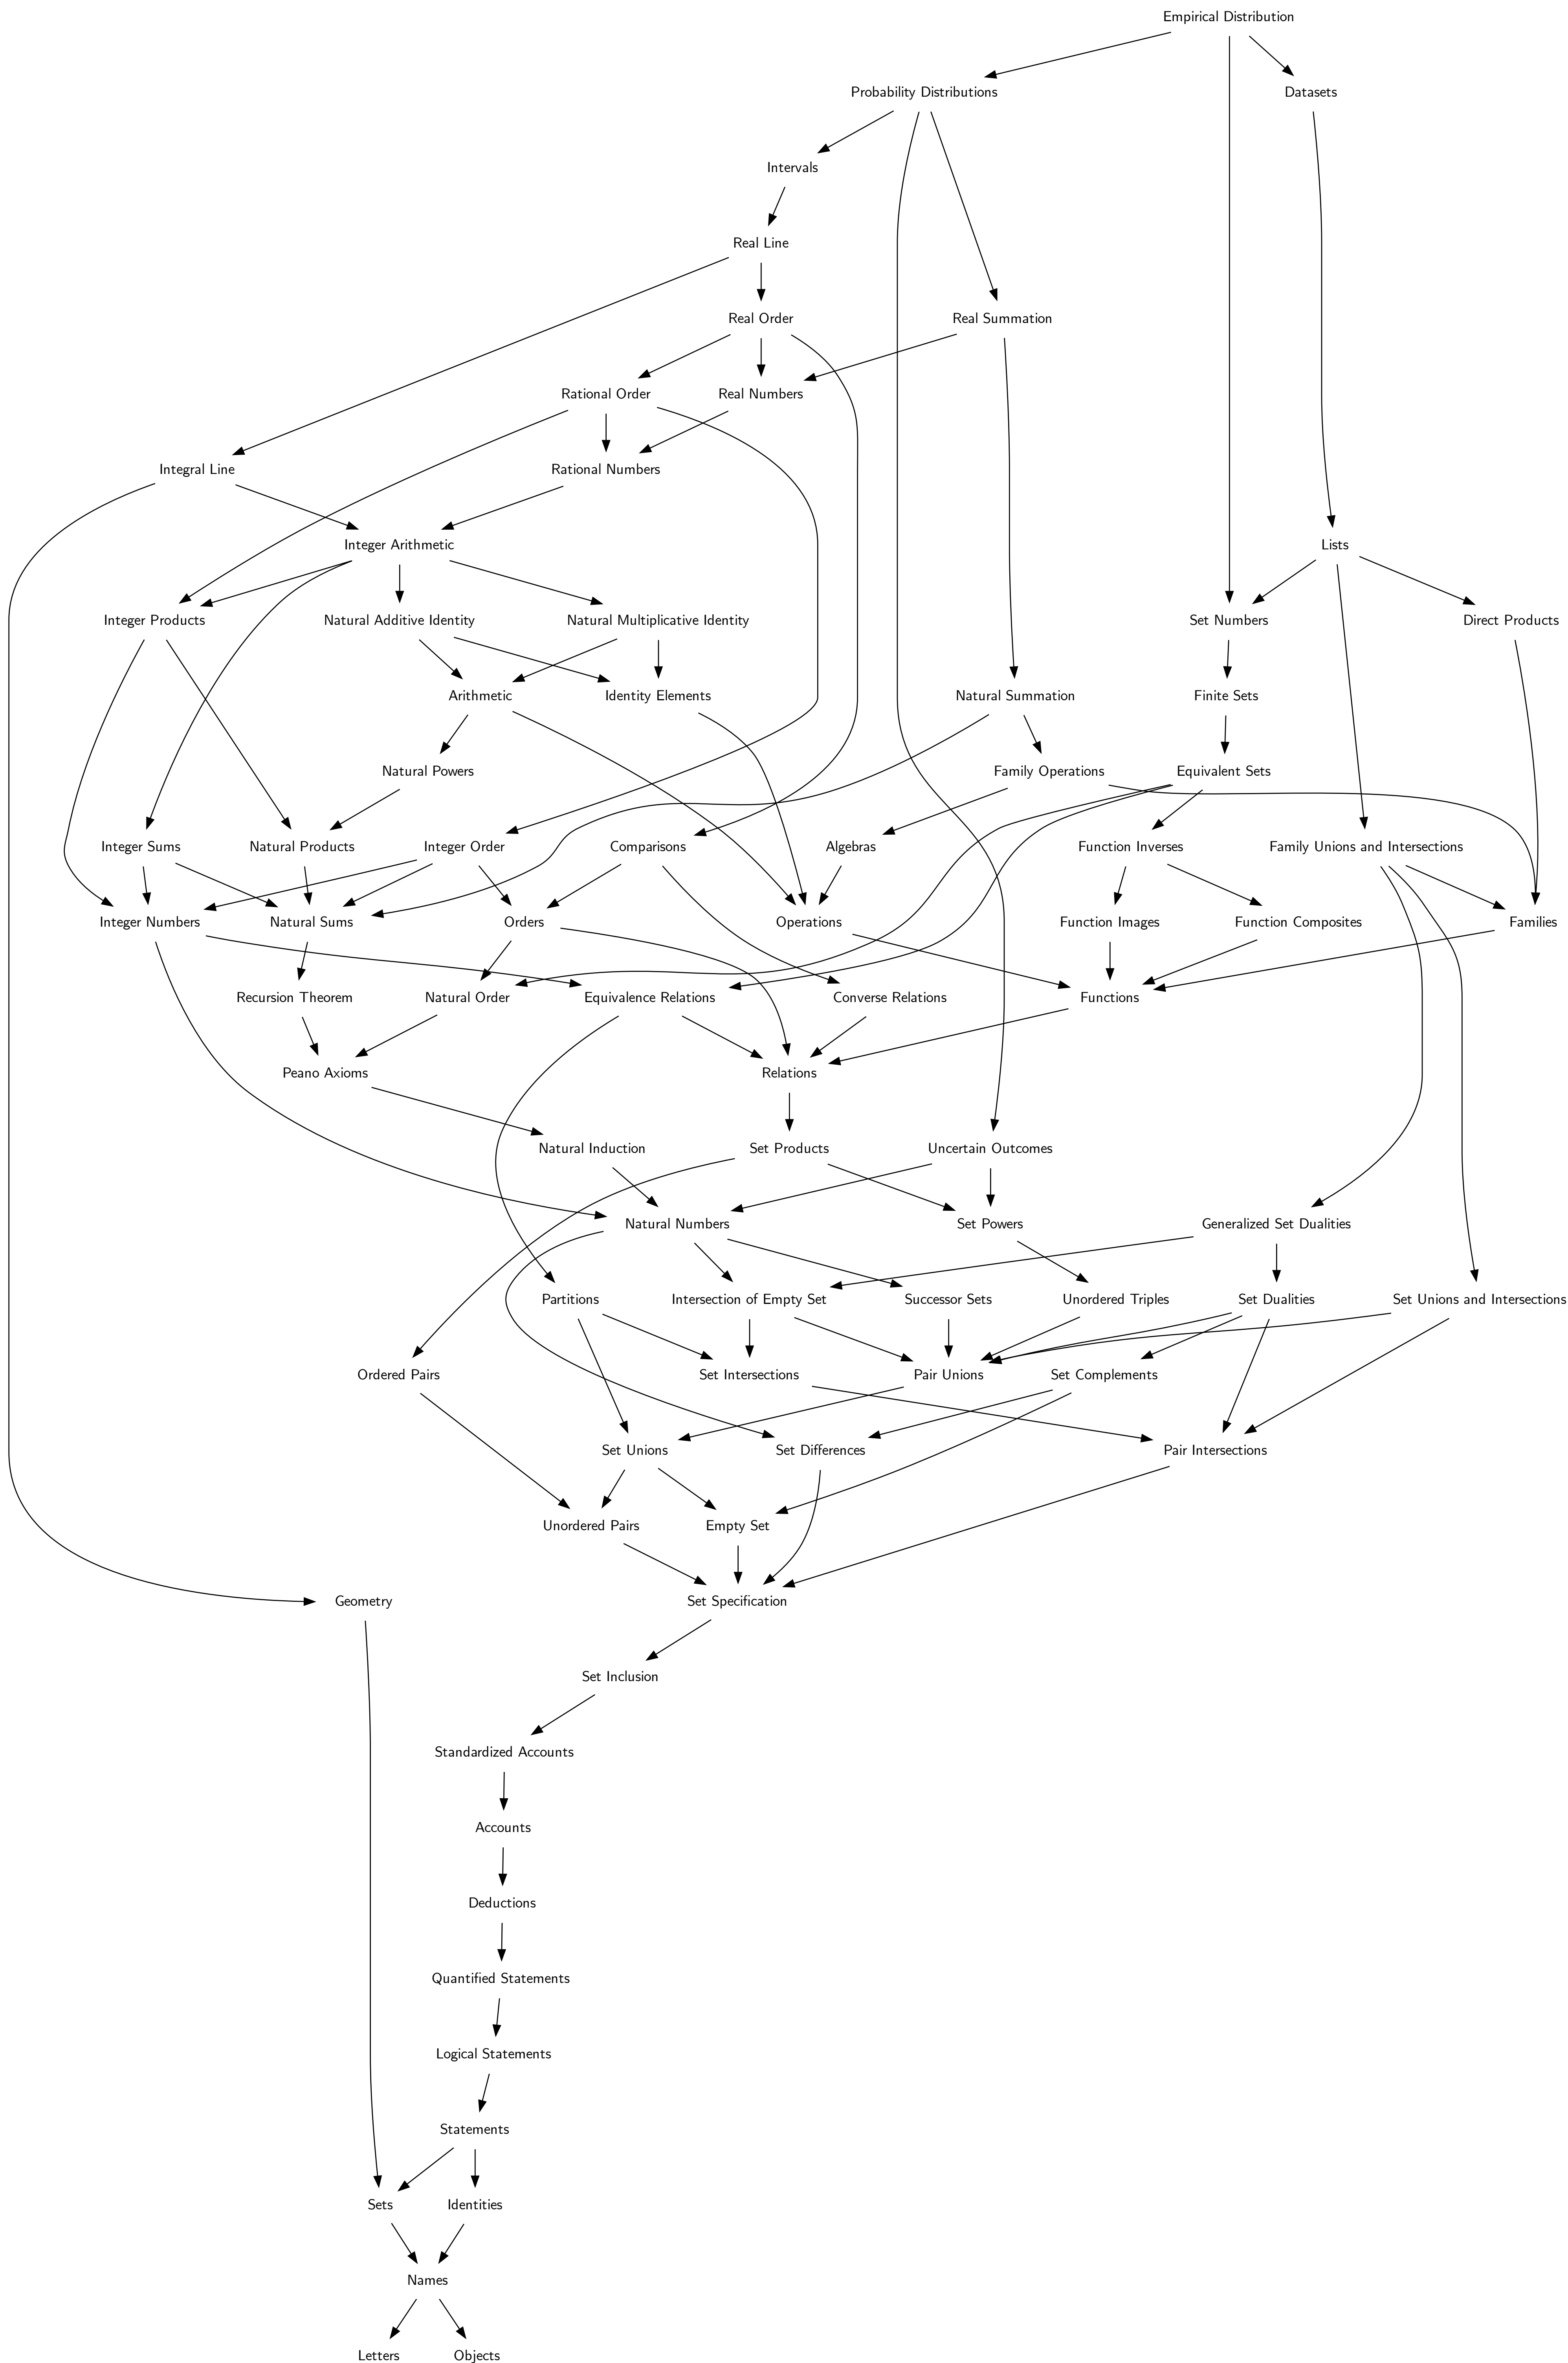 Empirical Distribution
Probability Distributions
Datasets
Intervals
Real Line
Real Order
Real Summation
Rational Order
Real Numbers
Integral Line
Rational Numbers
Integer Arithmetic
Lists
Integer Products
Natural Additive Identity
Natural Multiplicative Identity
Set Numbers
Direct Products
Arithmetic
Identity Elements
Natural Summation
Finite Sets
Natural Powers
Family Operations
Equivalent Sets
Integer Sums
Natural Products
Integer Order
Comparisons
Algebras
Function Inverses
Family Unions and Intersections
Integer Numbers
Natural Sums
Orders
Operations
Function Images
Function Composites
Families
Recursion Theorem
Natural Order
Equivalence Relations
Converse Relations
Functions
Peano Axioms
Relations
Natural Induction
Set Products
Uncertain Outcomes
Natural Numbers
Set Powers
Generalized Set Dualities
Partitions
Intersection of Empty Set
Successor Sets
Unordered Triples
Set Dualities
Set Unions and Intersections
Ordered Pairs
Set Intersections
Pair Unions
Set Complements
Set Unions
Set Differences
Pair Intersections
Unordered Pairs
Empty Set
Geometry
Set Specification
Set Inclusion
Standardized Accounts
Accounts
Deductions
Quantified Statements
Logical Statements
Statements
Sets
Identities
Names
Letters
Objects